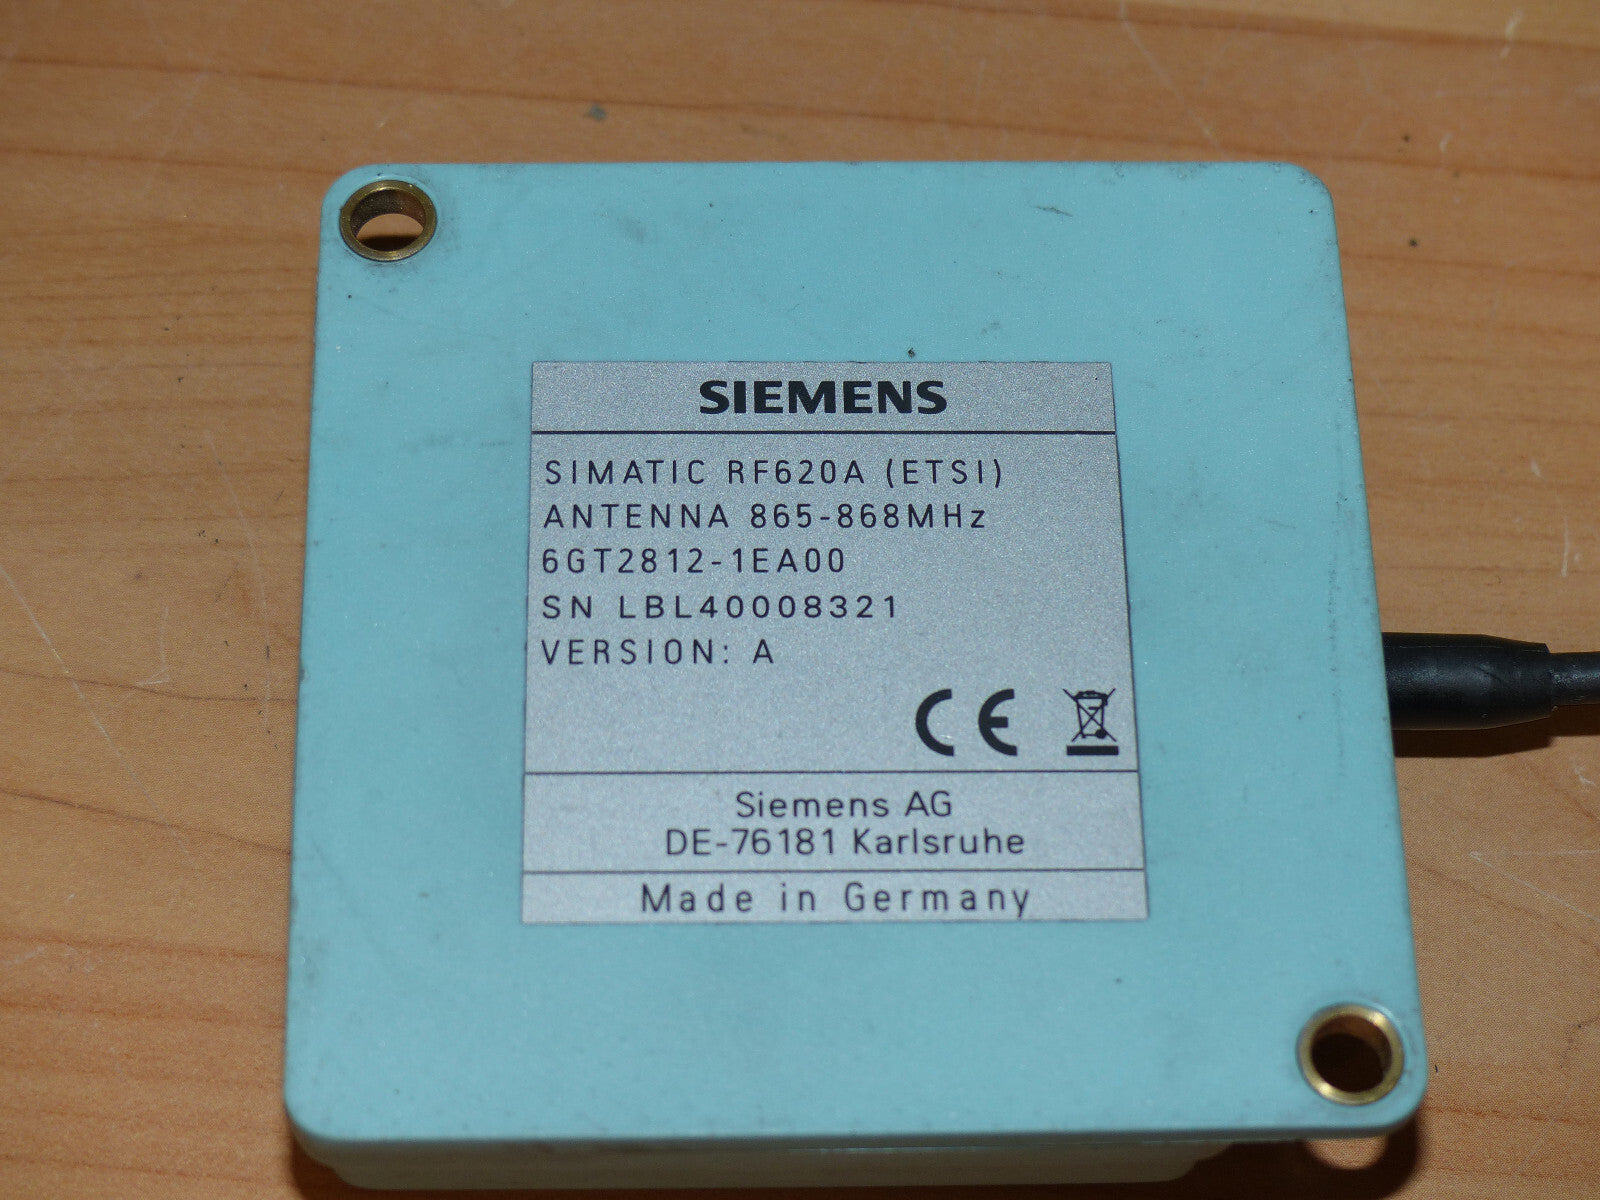 SIEMENS
SIMATIC RF620A (ETSI)
ANTENNA 865-868MHz
6GT2812-1EA00
SN LBL40008321
VERSION: A
CE
Siemens AG
DE-76181 Karlsruhe
Made in Germany